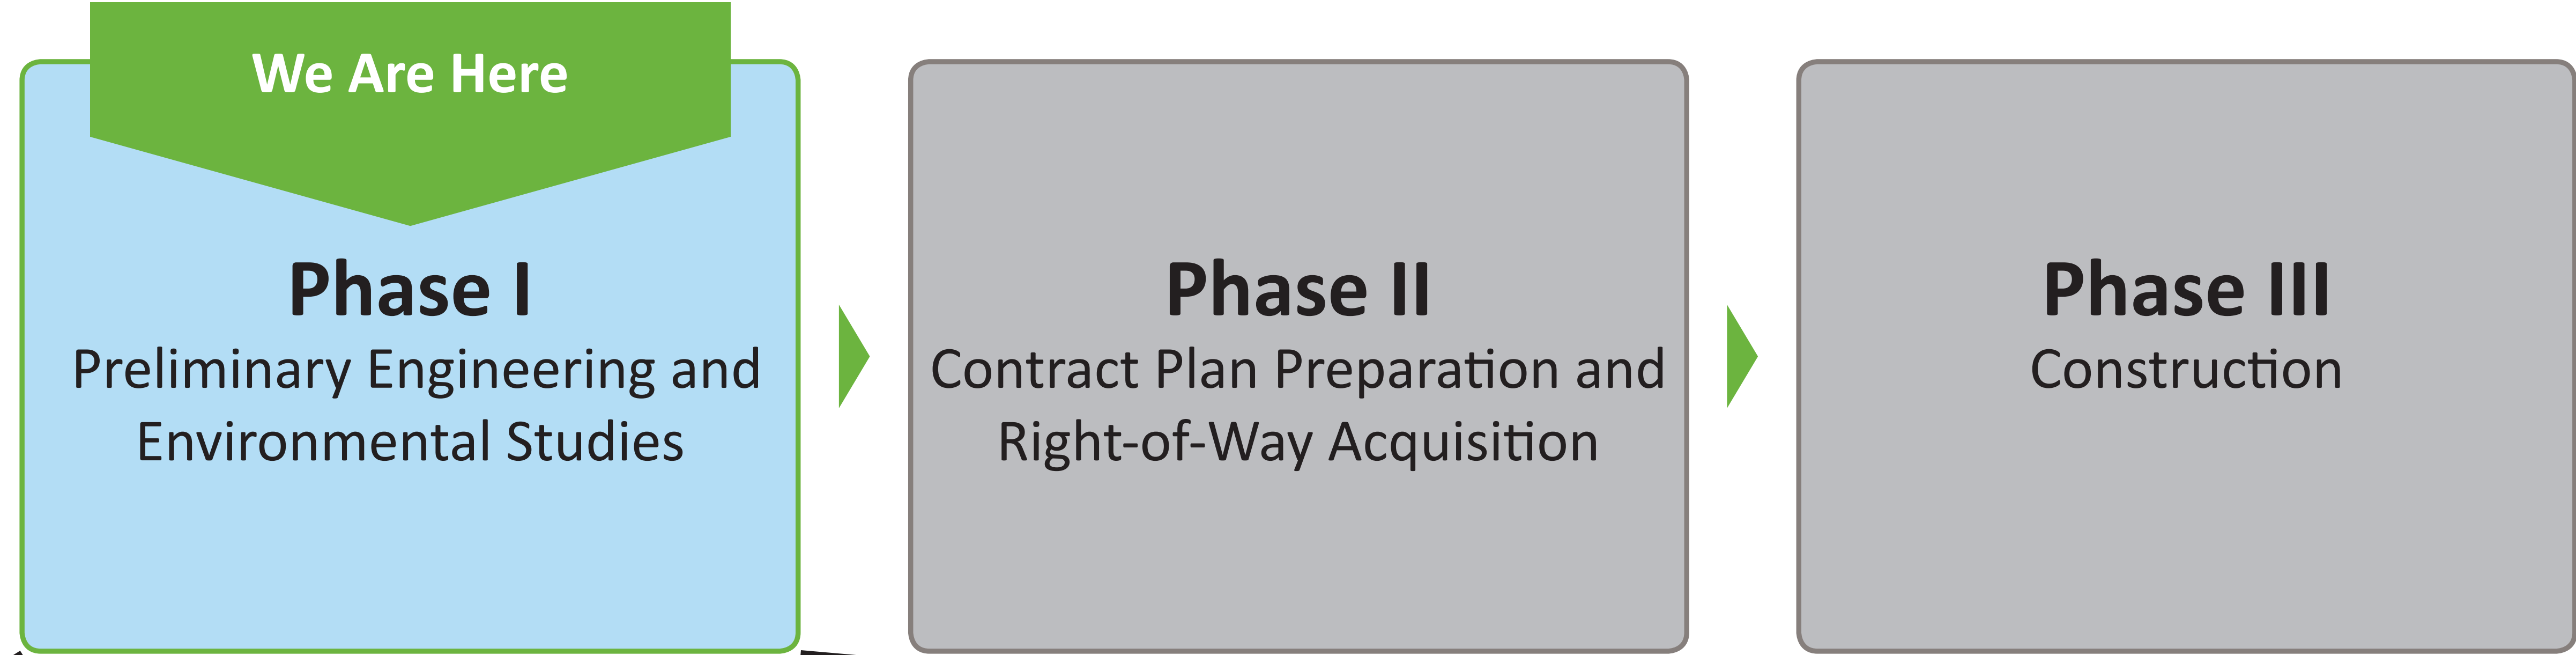 We Are Here
Phase I
Preliminary Engineering and
Environmental Studies
Phase II
Contract Plan Preparation and
Right-of-Way Acquisition
Phase III
Construction